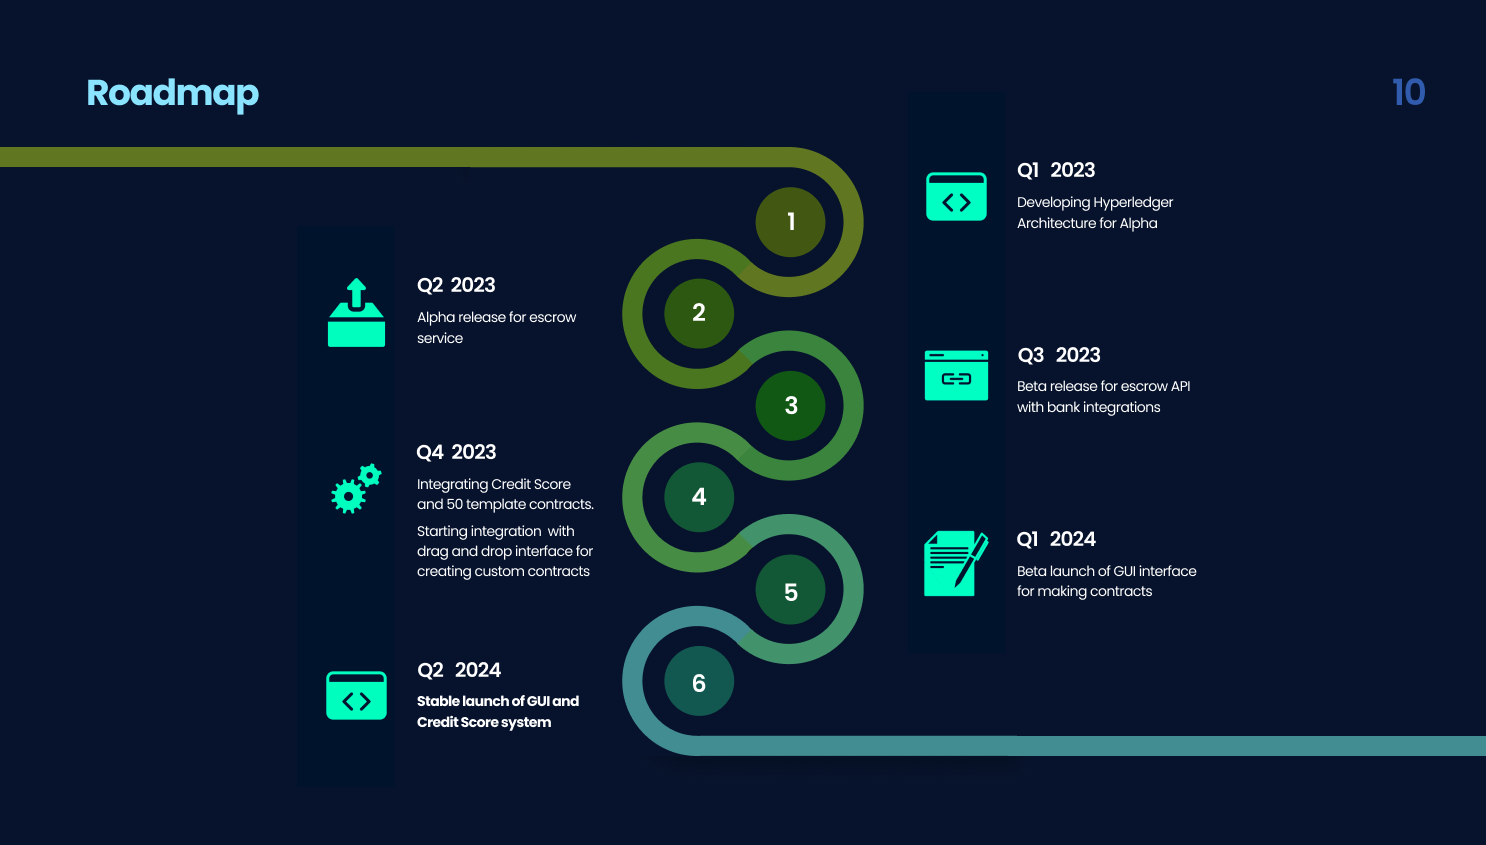 Roadmap
10
1
Q1 2023
Developing Hyperledger
Architecture for Alpha
2
Q2 2023
Alpha release for escrow
service
3
Q3 2023
Beta release for escrow API
with bank integrations
4
Q4 2023
Integrating Credit Score
and 50 template contracts.
Starting integration with
drag and drop interface for
creating custom contracts
5
Q1 2024
Beta launch of GUI interface
for making contracts
6
Q2 2024
Stable launch of GUI and
Credit Score system